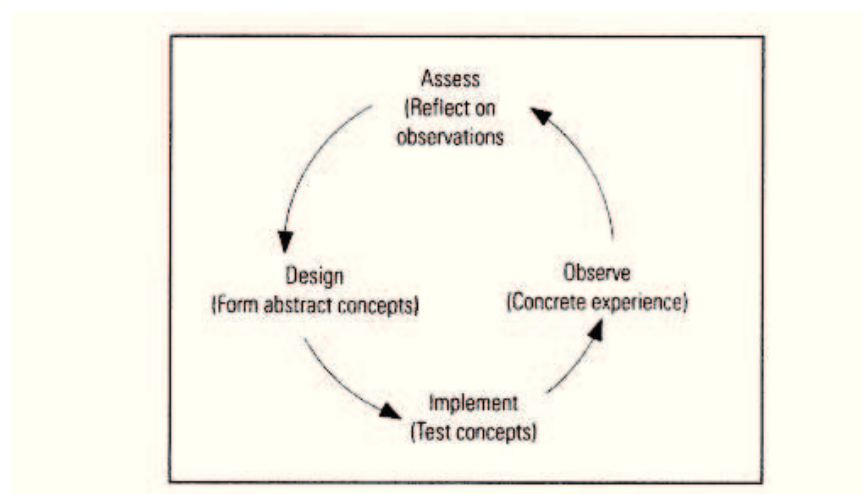 Assess
(Reflect on
observations
Design
(Form abstract concepts)
Observe
(Concrete experience)
Implement
(Test concepts)